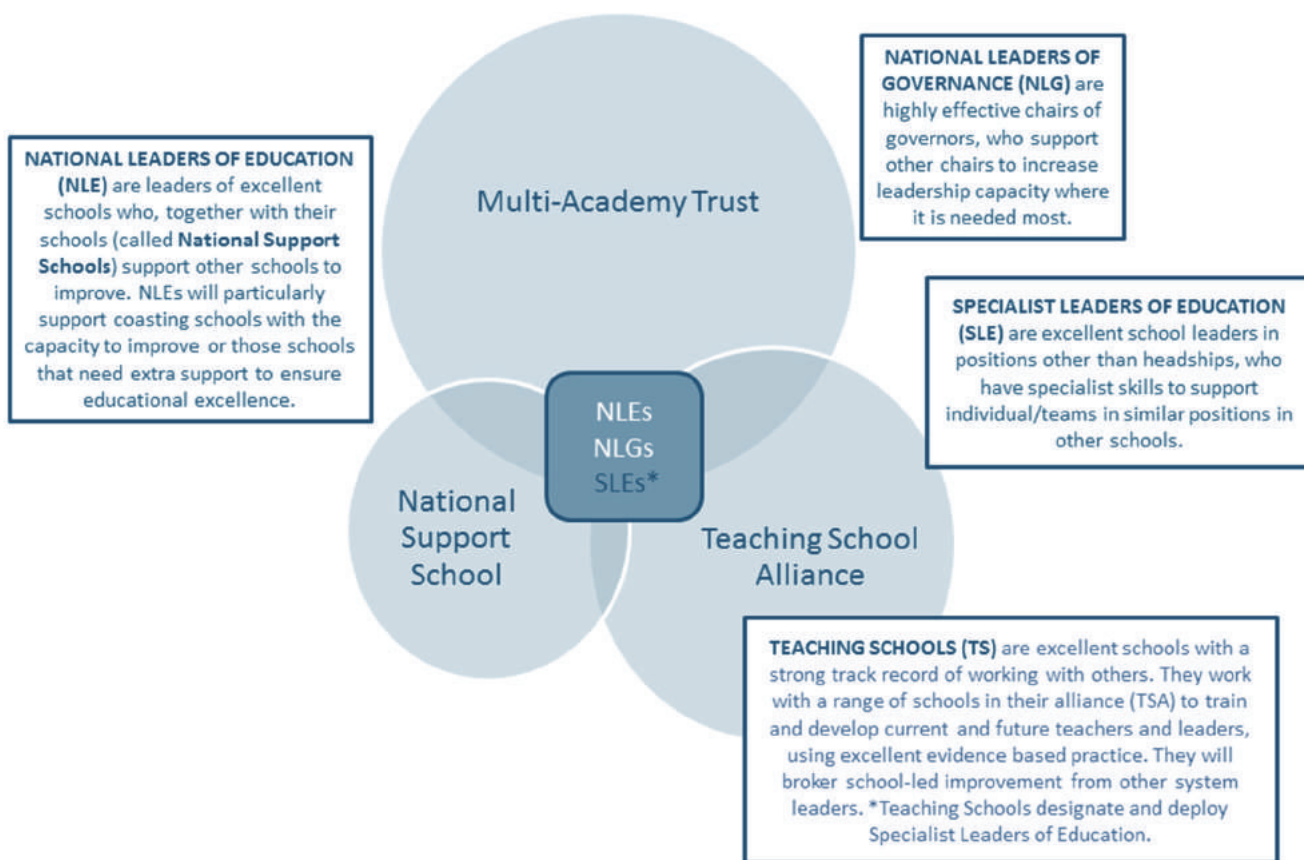 NATIONAL LEADERS OF
GOVERNANCE (NLG) are
highly effective chairs of
governors, who support
other chairs to increase
leadership capacity where
it is needed most.
NATIONAL LEADERS OF EDUCATION
(NLE) are leaders of excellent
schools who, together with their
schools (called National Support
Schools) support other schools to
improve. NLEs will particularly
support coasting schools with the
capacity to improve or those schools
that need extra support to ensure
educational excellence.
Multi-Academy Trust
SPECIALIST LEADERS OF EDUCATION
(SLE) are excellent school leaders in
positions other than headships, who
have specialist skills to support
individual/teams in similar positions in
other schools.
NLEs
NLGs
SLEs*
National
Support
School
Teaching School
Alliance
TEACHING SCHOOLS (TS) are excellent schools with a
strong track record of working with others. They work
with a range of schools in their alliance (TSA) to train
and develop current and future teachers and leaders,
using excellent evidence based practice. They will
broker school-led improvement from other system
leaders. *Teaching Schools designate and deploy
Specialist Leaders of Education.